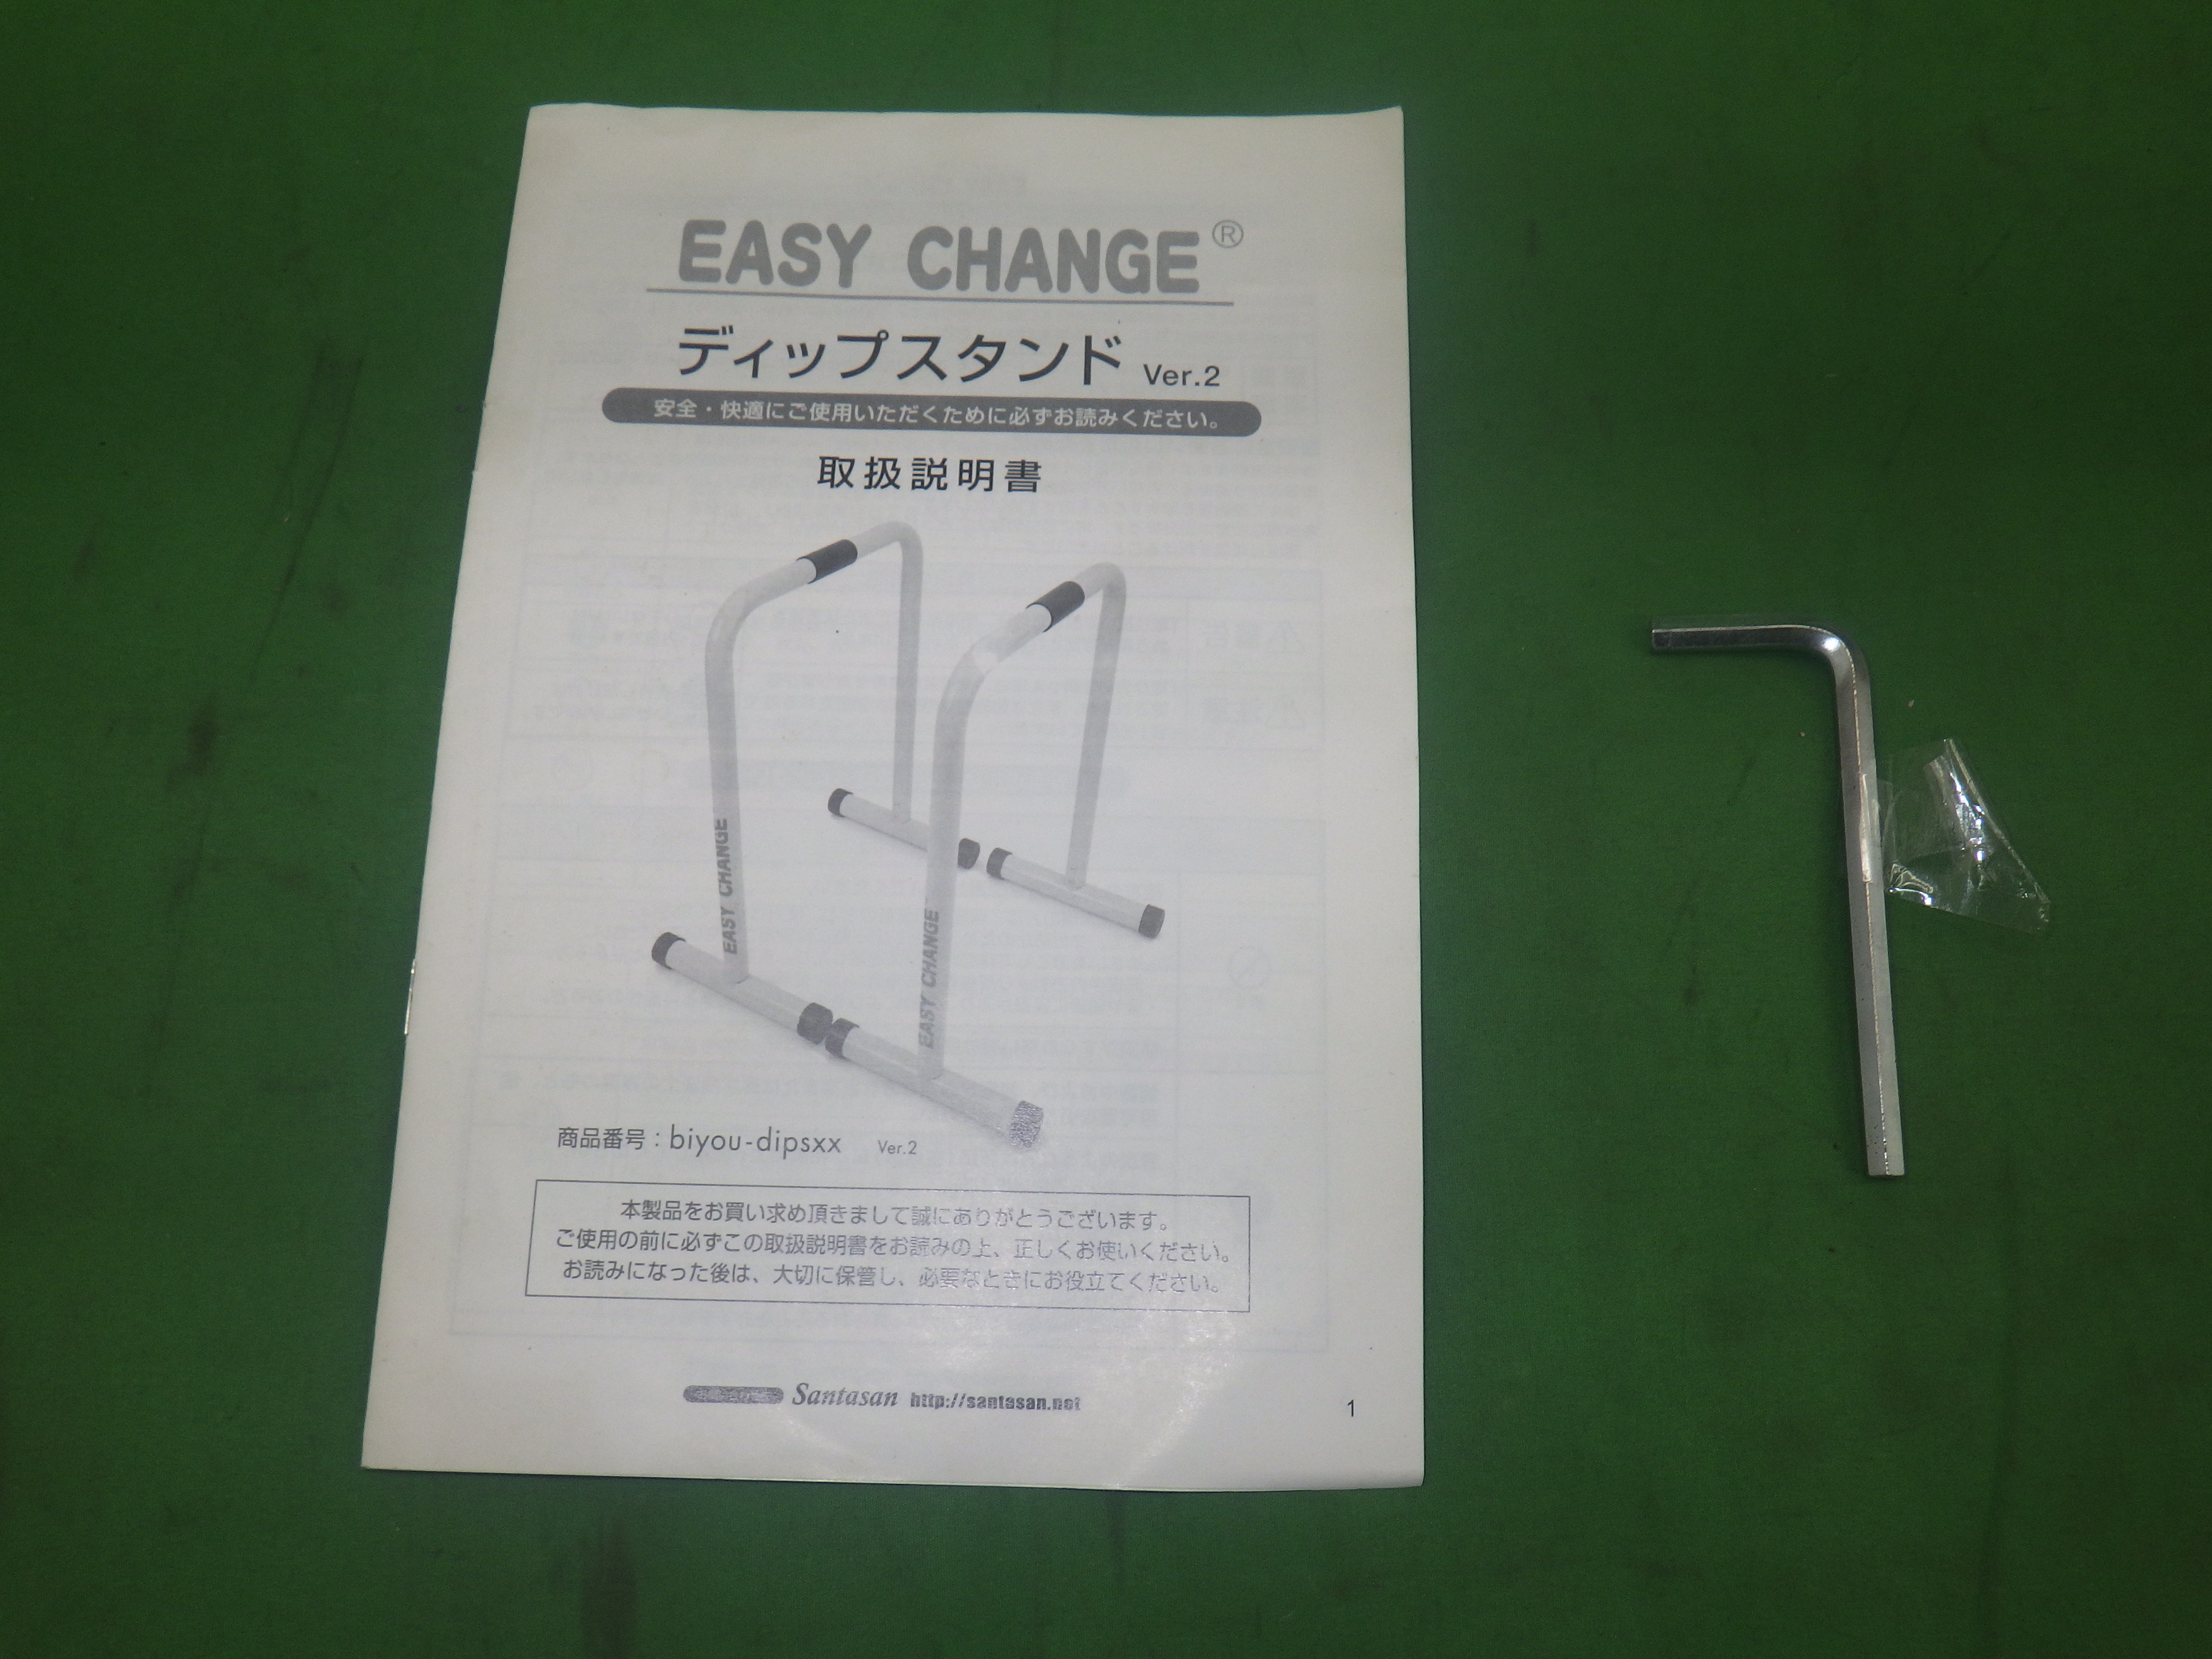 EASY CHANGE®
ディップスタンド Ver.2
安全・快適にご使用いただくために必ずお読みください。
取扱説明書
EASY CHANGE
EASY CHANGE
商品番号：biyou-dipsxx Ver.2
本製品をお買い求め頂きまして誠にありがとうございます。
ご使用の前に必ずこの取扱説明書をお読みの上、正しくお使いください。
お読みになった後は、大切に保管し、必要なときにお役立てください。
Santasan http://santasan.net
1